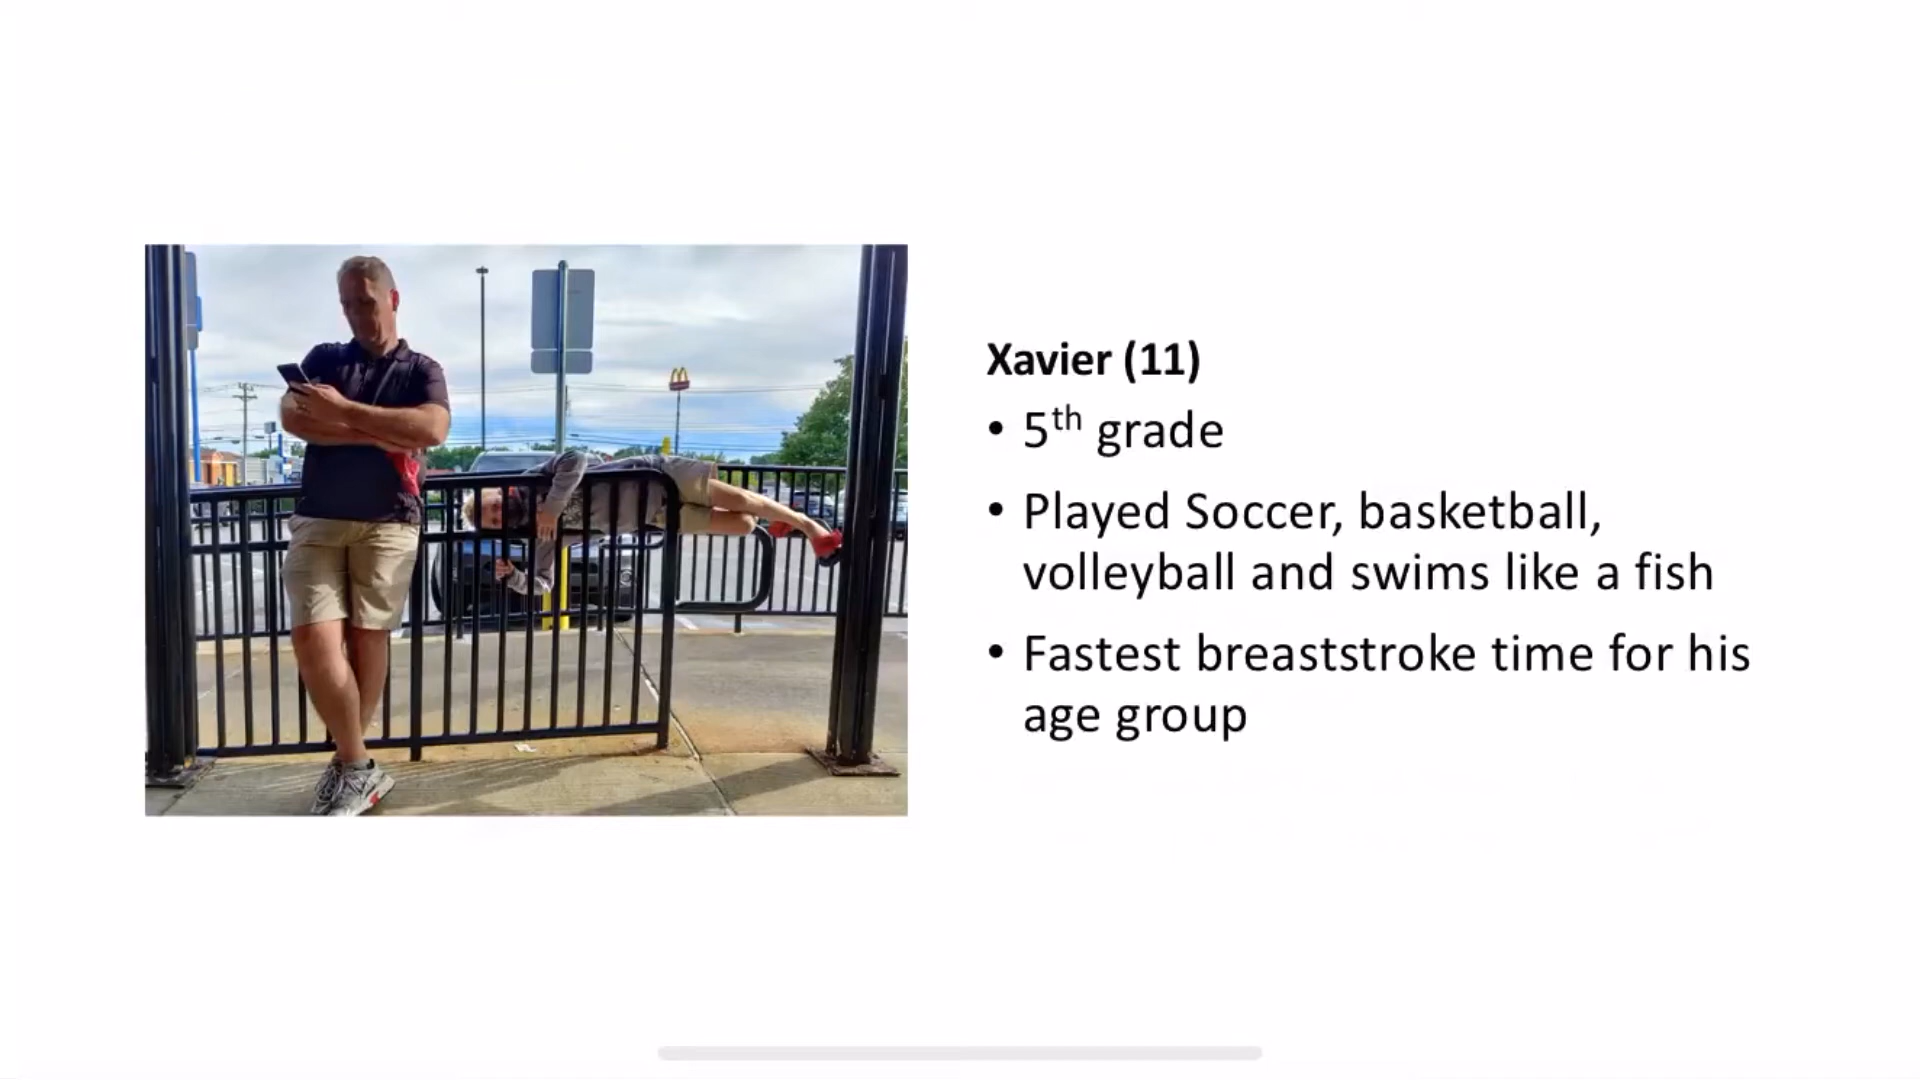 Xavier (11)
• 5th grade
• Played Soccer, basketball,
volleyball and swims like a fish
• Fastest breaststroke time for his
age group